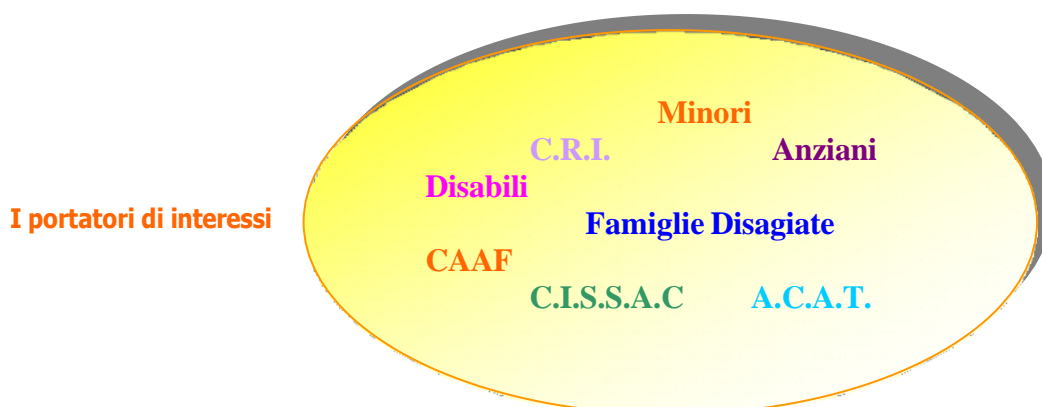 Minori
C.R.I. Anziani
Disabili
I portatori di interessi
Famiglie Disagiate
CAAF
C.I.S.S.A.C A.C.A.T.